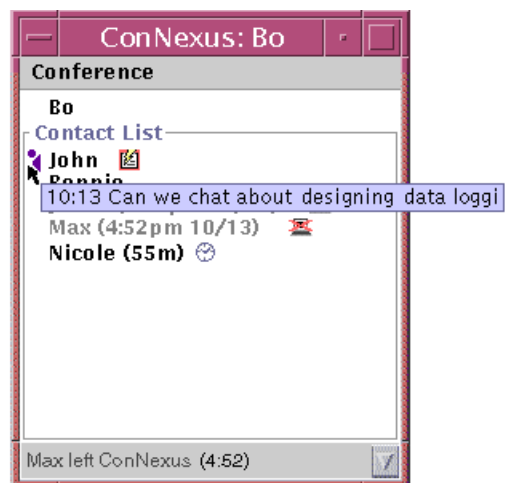 ConNexus: Bo
Conference
Bo
Contact List
John
Bonnie
10:13 Can we chat about designing data loggi
Max (4:52pm 10/13)
Nicole (55m)
Max left ConNexus (4:52)